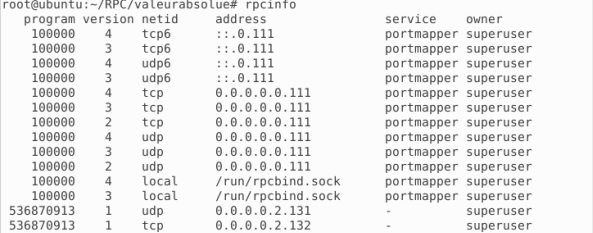 root@ubuntu:~/RPC/valeurabsolue# rpcinfo
program version netid address service owner
100000 4 tcp6 ::.0.111 portmapper superuser
100000 3 tcp6 ::.0.111 portmapper superuser
100000 4 udp6 ::.0.111 portmapper superuser
100000 3 udp6 ::.0.111 portmapper superuser
100000 4 tcp 0.0.0.0.0.111 portmapper superuser
100000 3 tcp 0.0.0.0.0.111 portmapper superuser
100000 2 tcp 0.0.0.0.0.111 portmapper superuser
100000 4 udp 0.0.0.0.0.111 portmapper superuser
100000 3 udp 0.0.0.0.0.111 portmapper superuser
100000 2 udp 0.0.0.0.0.111 portmapper superuser
100000 4 local /run/rpcbind.sock portmapper superuser
100000 3 local /run/rpcbind.sock portmapper superuser
536870913 1 udp 0.0.0.0.2.131 - superuser
536870913 1 tcp 0.0.0.0.2.132 - superuser